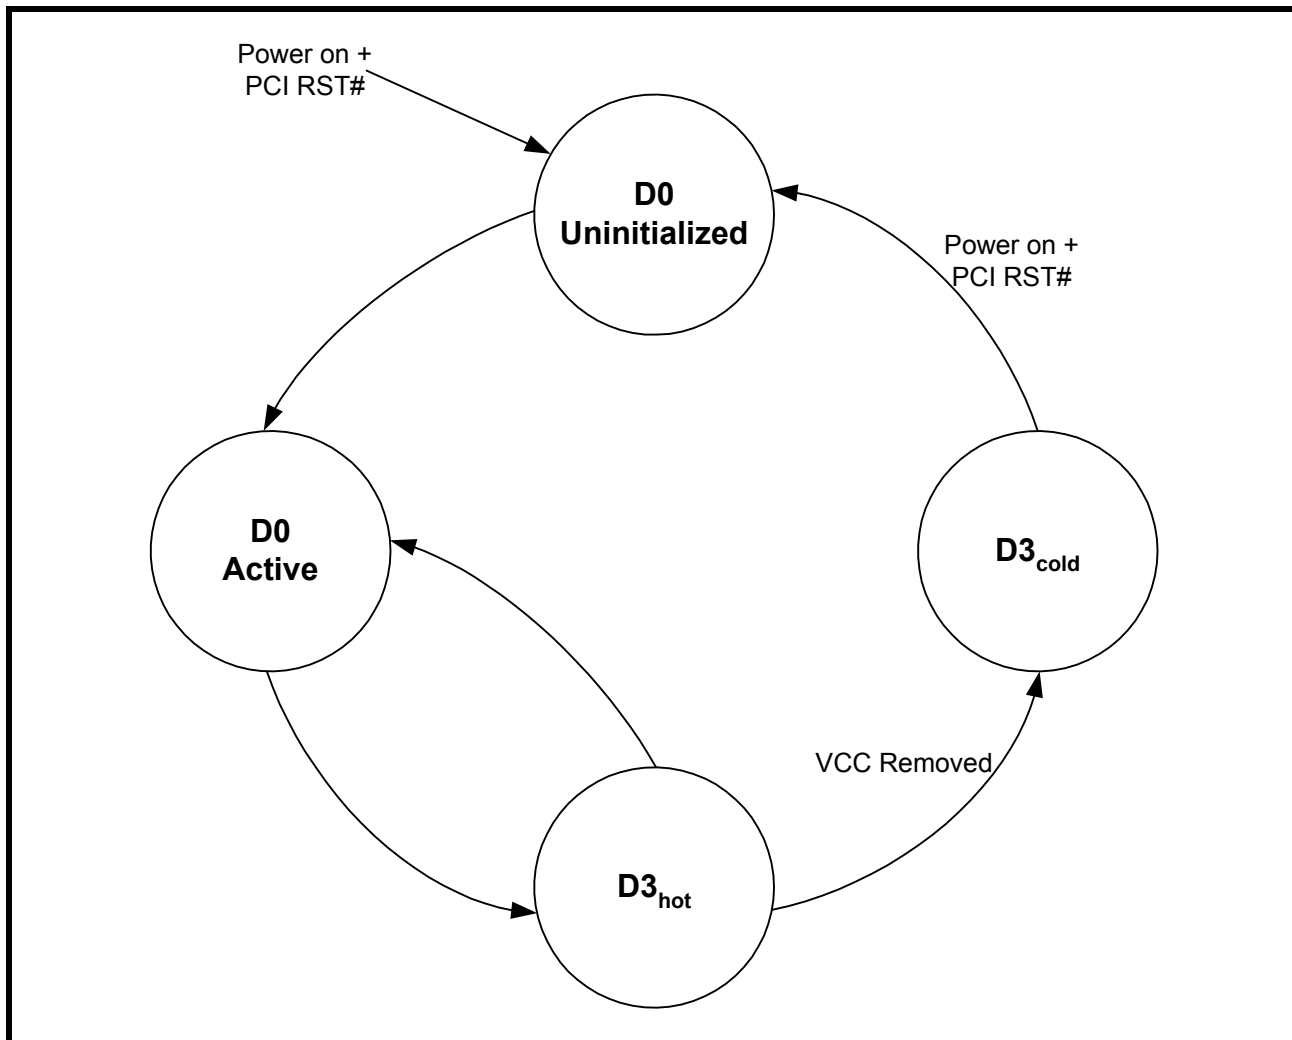 Power on +
PCI RST#
D0
Uninitialized
Power on +
PCI RST#
D0
Active
D3cold
VCC Removed
D3hot